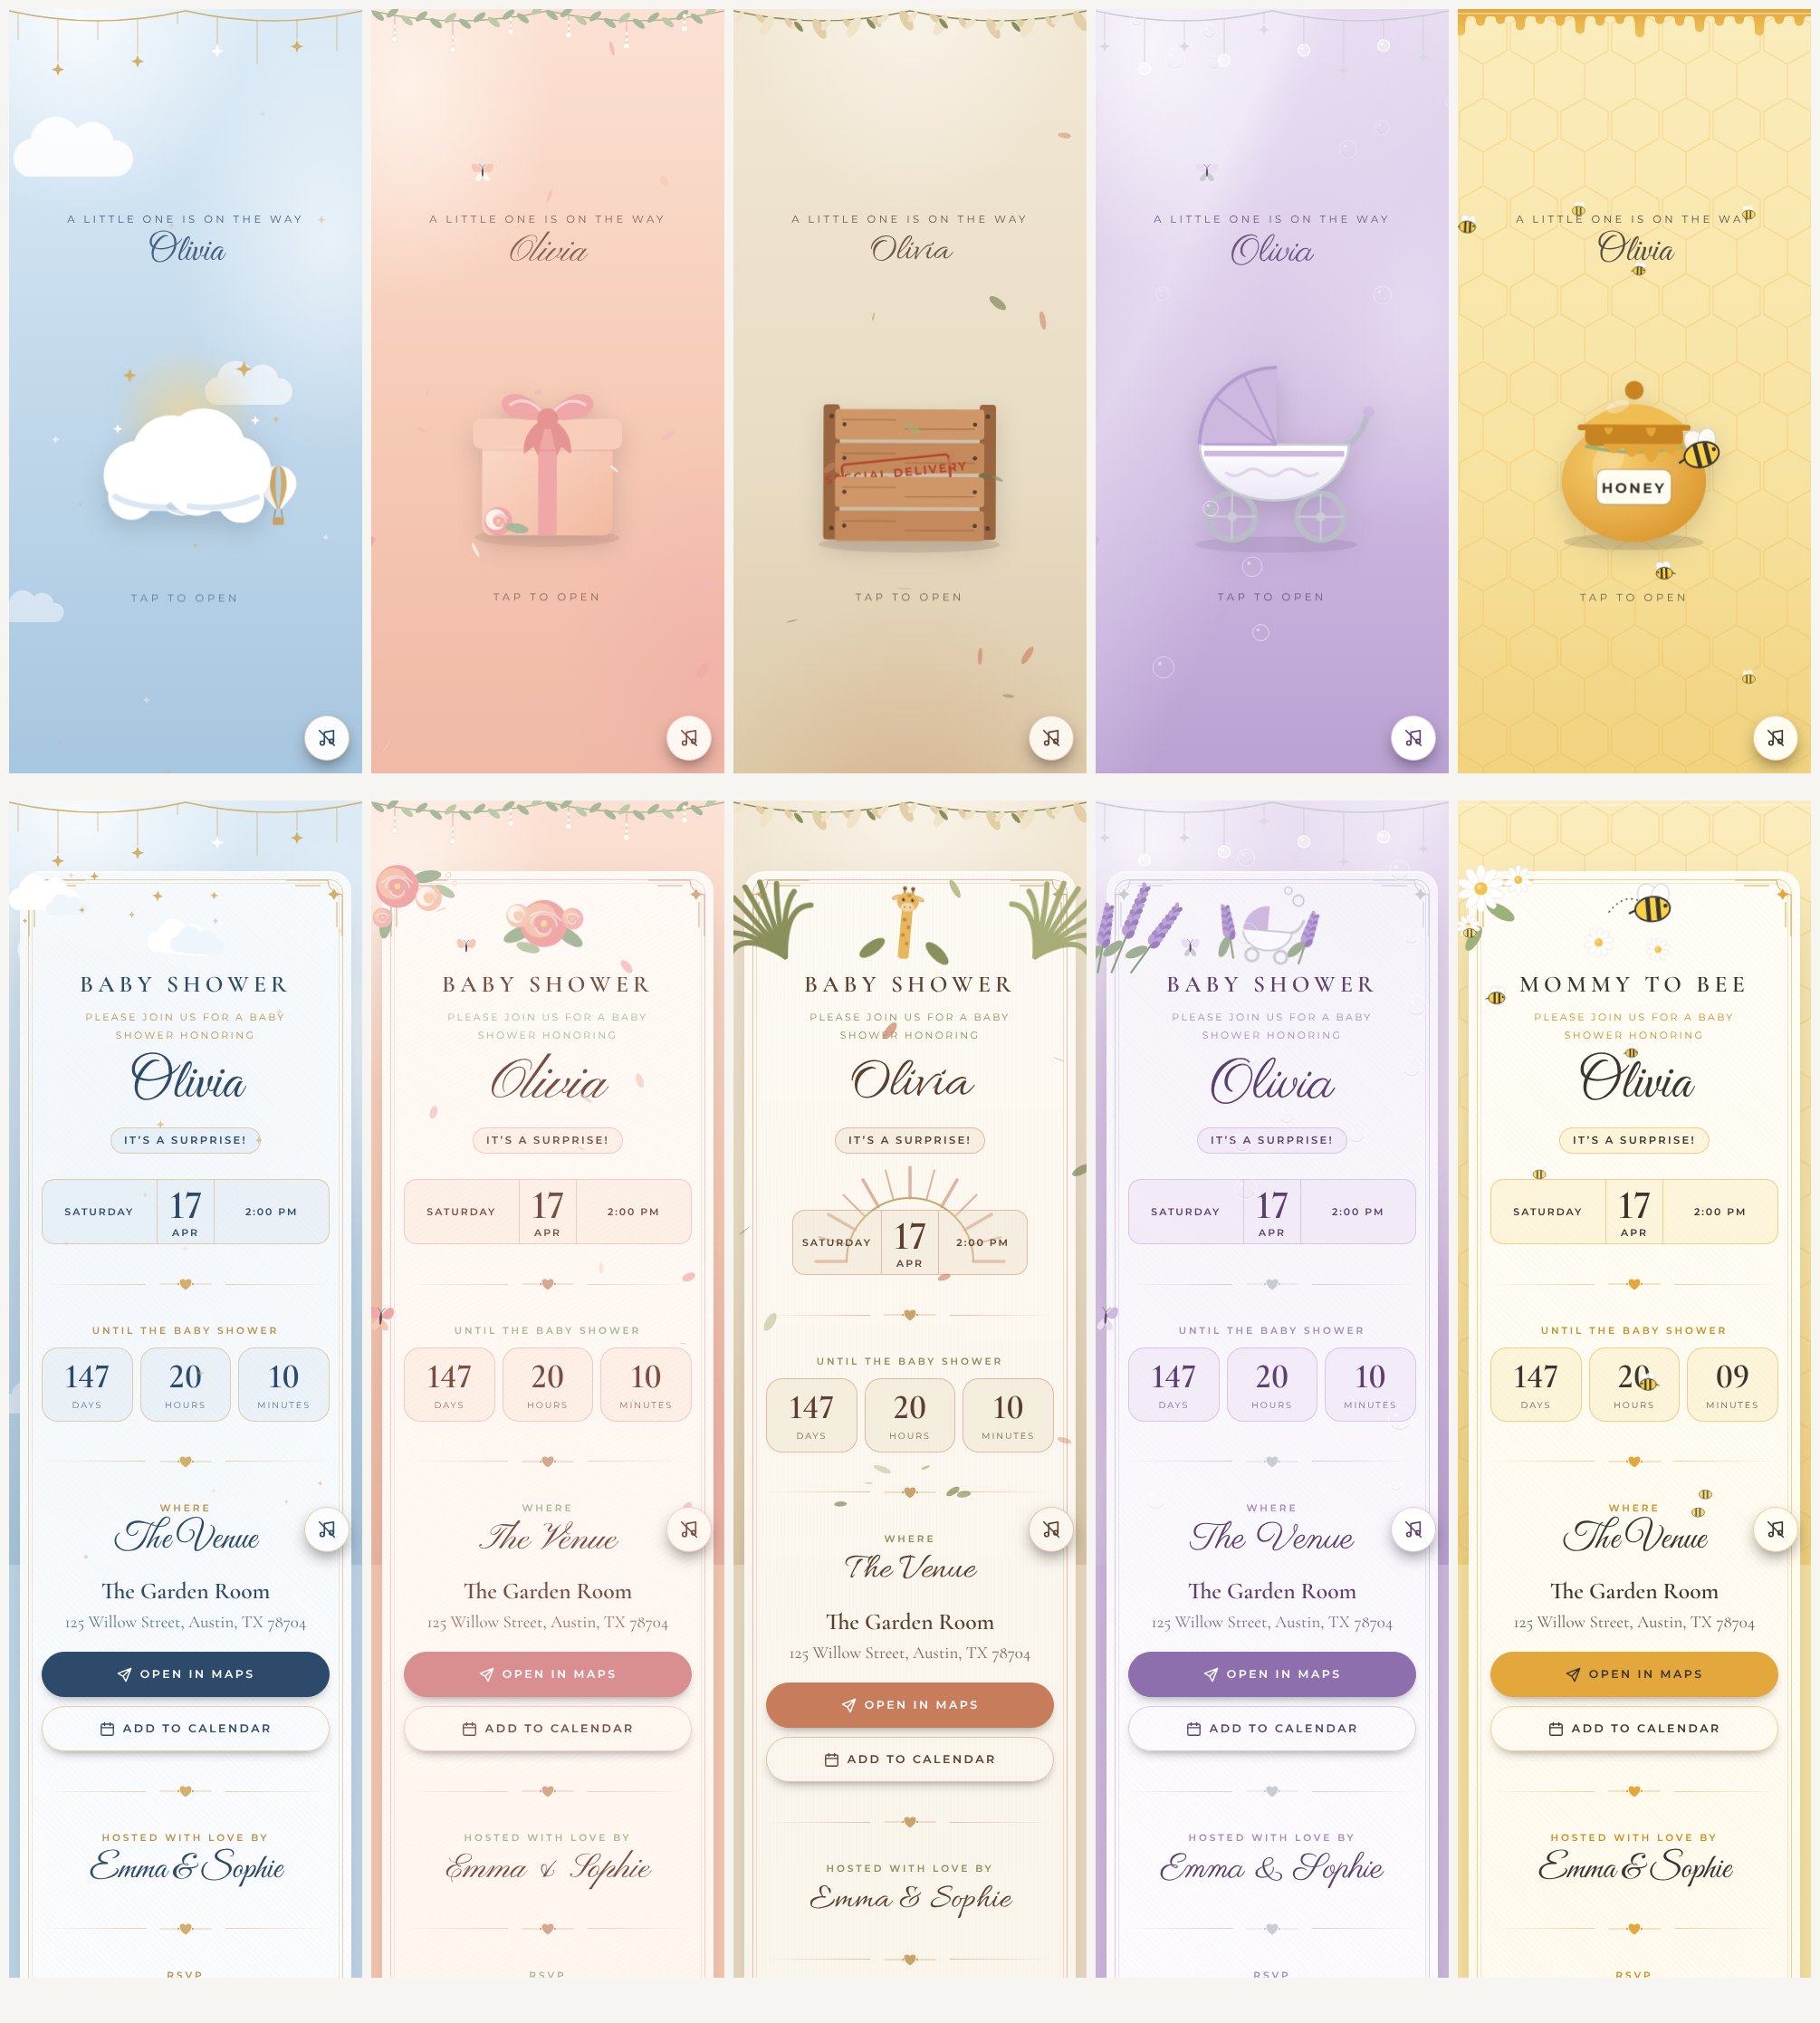 A LITTLE ONE IS ON THE WAY
Olivia
TAP TO OPEN
A LITTLE ONE IS ON THE WAY
Olivia
TAP TO OPEN
A LITTLE ONE IS ON THE WAY
Olivia
DELIVERY
TAP TO OPEN
A LITTLE ONE IS ON THE WAY
Olivia
TAP TO OPEN
A LITTLE ONE IS ON THE WAY
Olivia
HONEY
TAP TO OPEN
BABY SHOWER
PLEASE JOIN US FOR A BABY
SHOWER HONORING
Olivia
IT'S A SURPRISE!
SATURDAY
17
APR
2:00 PM
UNTIL THE BABY SHOWER
147 20 10
DAYS HOURS MINUTES
WHERE
The Venue
The Garden Room
125 Willow Street, Austin, TX 78704
OPEN IN MAPS
ADD TO CALENDAR
HOSTED WITH LOVE BY
Emma & Sophie
RSVP
BABY SHOWER
PLEASE JOIN US FOR A BABY
SHOWER HONORING
Olivia
IT'S A SURPRISE!
SATURDAY
17
APR
2:00 PM
UNTIL THE BABY SHOWER
147 20 10
DAYS HOURS MINUTES
WHERE
The Venue
The Garden Room
125 Willow Street, Austin, TX 78704
OPEN IN MAPS
ADD TO CALENDAR
HOSTED WITH LOVE BY
Emma & Sophie
RSVP
BABY SHOWER
PLEASE JOIN US FOR A BABY
SHOWER HONORING
Olivia
IT'S A SURPRISE!
SATURDAY
17
APR
2:00 PM
UNTIL THE BABY SHOWER
147 20 10
DAYS HOURS MINUTES
WHERE
The Venue
The Garden Room
125 Willow Street, Austin, TX 78704
OPEN IN MAPS
ADD TO CALENDAR
HOSTED WITH LOVE BY
Emma & Sophie
BABY SHOWER
PLEASE JOIN US FOR A BABY
SHOWER HONORING
Olivia
IT'S A SURPRISE!
SATURDAY
17
APR
2:00 PM
UNTIL THE BABY SHOWER
147 20 10
DAYS HOURS MINUTES
WHERE
The Venue
The Garden Room
125 Willow Street, Austin, TX 78704
OPEN IN MAPS
ADD TO CALENDAR
HOSTED WITH LOVE BY
Emma & Sophie
RSVP
MOMMY TO BEE
PLEASE JOIN US FOR A BABY
SHOWER HONORING
Olivia
IT'S A SURPRISE!
SATURDAY
17
APR
2:00 PM
UNTIL THE BABY SHOWER
147 20 09
DAYS HOURS MINUTES
WHERE
The Venue
The Garden Room
125 Willow Street, Austin, TX 78704
OPEN IN MAPS
ADD TO CALENDAR
HOSTED WITH LOVE BY
Emma & Sophie
RSVP